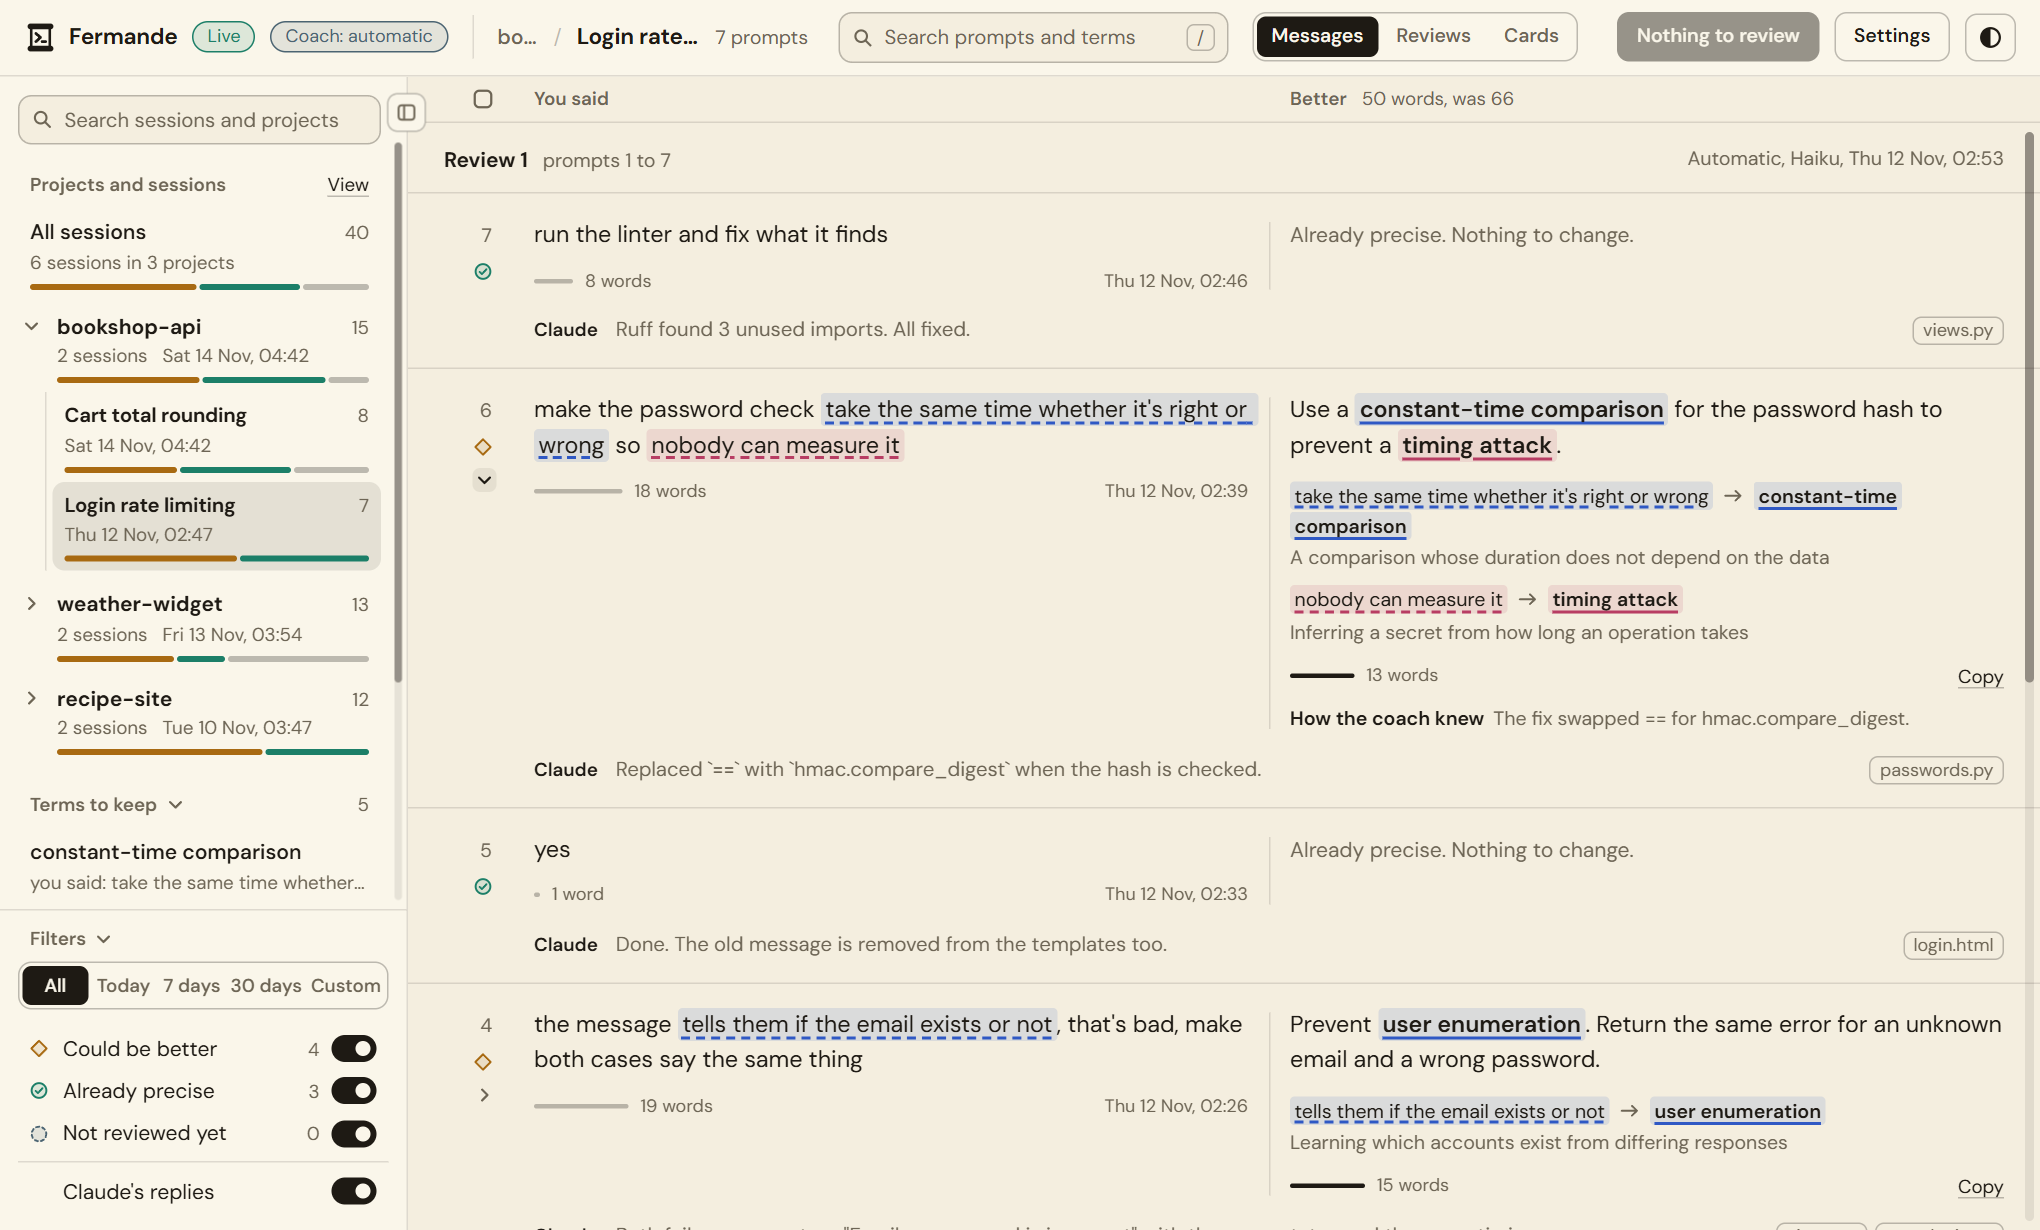 Fermande
Live
Coach: automatic
bo... / Login rate... 7 prompts
Search prompts and terms /
Messages Reviews Cards
Nothing to review
Settings
Search sessions and projects
Projects and sessions View
All sessions 40
6 sessions in 3 projects
bookshop-api 15
2 sessions Sat 14 Nov, 04:42
Cart total rounding 8
Sat 14 Nov, 04:42
Login rate limiting 7
Thu 12 Nov, 02:47
weather-widget 13
2 sessions Fri 13 Nov, 03:54
recipe-site 12
2 sessions Tue 10 Nov, 03:47
Terms to keep 5
constant-time comparison
you said: take the same time whether...
Filters
All Today 7 days 30 days Custom
Could be better 4
Already precise 3
Not reviewed yet 0
Claude's replies
You said Better 50 words, was 66
Review 1 prompts 1 to 7 Automatic, Haiku, Thu 12 Nov, 02:53
7 run the linter and fix what it finds
8 words Thu 12 Nov, 02:46
Already precise. Nothing to change.
Claude Ruff found 3 unused imports. All fixed. views.py
6 make the password check take the same time whether it's right or
wrong so nobody can measure it
18 words Thu 12 Nov, 02:39
Use a constant-time comparison for the password hash to
prevent a timing attack.
take the same time whether it's right or wrong → constant-time
comparison
A comparison whose duration does not depend on the data
nobody can measure it → timing attack
Inferring a secret from how long an operation takes
13 words Copy
How the coach knew The fix swapped == for hmac.compare_digest.
Claude Replaced `==` with `hmac.compare_digest` when the hash is checked. passwords.py
5 yes
1 word Thu 12 Nov, 02:33
Already precise. Nothing to change.
Claude Done. The old message is removed from the templates too. login.html
4 the message tells them if the email exists or not, that's bad, make
both cases say the same thing
19 words Thu 12 Nov, 02:26
Prevent user enumeration. Return the same error for an unknown
email and a wrong password.
tells them if the email exists or not → user enumeration
Learning which accounts exist from differing responses
15 words Copy